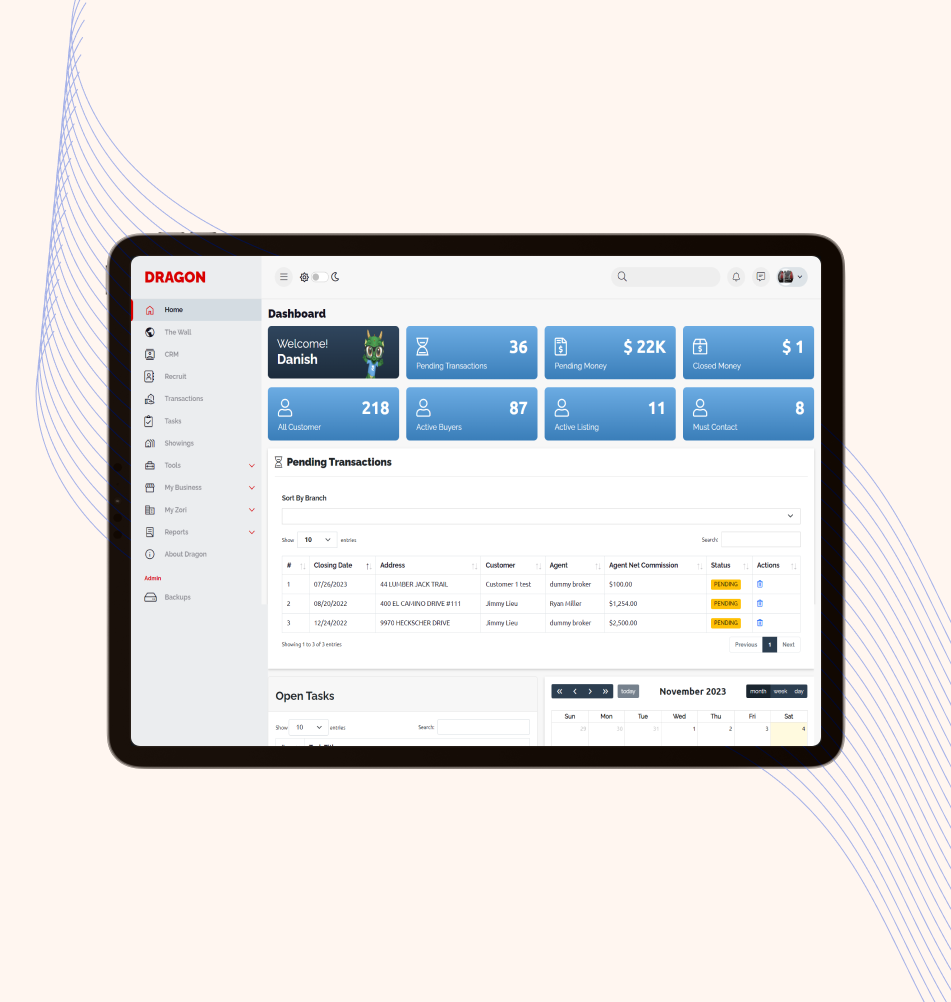 DRAGON
Home
The Wall
CRM
Recruit
Transactions
Tasks
Showings
Tools
My Business
My Zori
Reports
About Dragon
Admin
Backups
Dashboard
Welcome!
Danish
36
Pending Transactions
$ 22K
Pending Money
$ 1
Closed Money
218
All Customer
87
Active Buyers
11
Active Listing
8
Must Contact
Pending Transactions
Sort By Branch
Show 10 entries Search:
# Closing Date Address Customer Agent Agent Net Commission Status Actions
1 07/26/2023 44 LUMBER JACK TRAIL Customer 1 test dummy broker $100.00 PENDING
2 08/20/2022 400 EL CAMINO DRIVE #111 Jimmy Lieu Ryan Miller $1,254.00 PENDING
3 12/24/2022 9970 HECKSCHER DRIVE Jimmy Lieu dummy broker $2,500.00 PENDING
Showing 1 to 3 of 3 entries Previous 1 Next
Open Tasks
Show 10 entries Search:
today November 2023 month week day
Sun Mon Tue Wed Thu Fri Sat
29 30 31 1 2 3 4